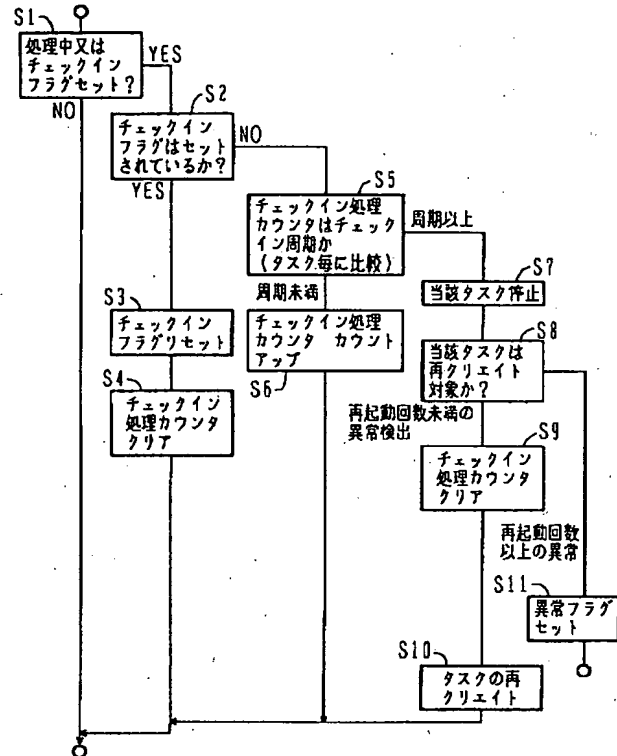 S1
処理中又は
チェックイン
フラグセット?
YES
NO
S2
チェックイン
フラグはセット
されているか?
NO
YES
S5
チェックイン処理
カウンタはチェック
イン周期か
(タスク毎に比較)
周期以上
周期未満
S7
当該タスク停止
S3
チェックイン
フラグリセット
チェックイン処理
カウンタ カウント
アップ
S6
S8
当該タスクは
再クリエイト
対象か?
S4
チェックイン
処理カウンタ
クリア
再起動回数未満の
異常検出
S9
チェックイン
処理カウンタ
クリア
再起動回数
以上の異常
S11
異常フラグ
セット
S10
タスクの再
クリエイト